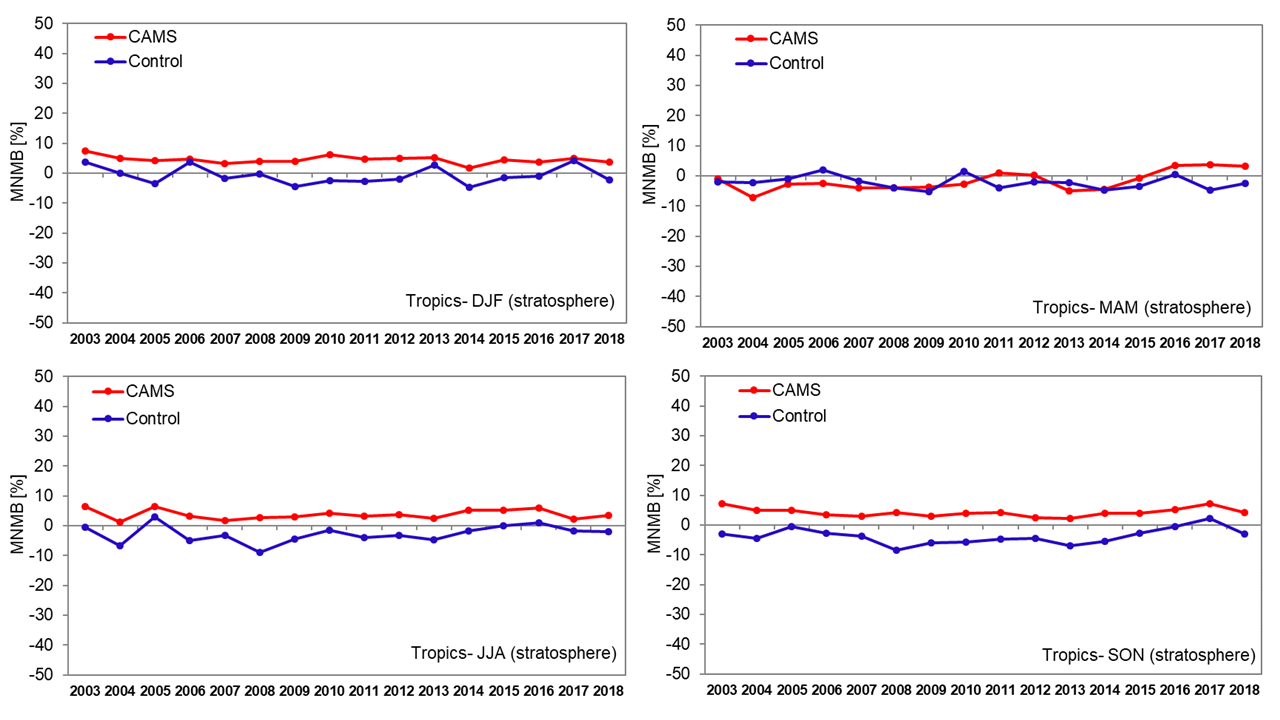 50
40
30
20
10
0
-10
-20
-30
-40
-50
MNMB [%]
CAMS
Control
Tropics- DJF (stratosphere)
2003 2004 2005 2006 2007 2008 2009 2010 2011 2012 2013 2014 2015 2016 2017 2018
50
40
30
20
10
0
-10
-20
-30
-40
-50
MNMB [%]
CAMS
Control
Tropics- MAM (stratosphere)
2003 2004 2005 2006 2007 2008 2009 2010 2011 2012 2013 2014 2015 2016 2017 2018
50
40
30
20
10
0
-10
-20
-30
-40
-50
MNMB [%]
CAMS
Control
Tropics- JJA (stratosphere)
2003 2004 2005 2006 2007 2008 2009 2010 2011 2012 2013 2014 2015 2016 2017 2018
50
40
30
20
10
0
-10
-20
-30
-40
-50
MNMB [%]
CAMS
Control
Tropics- SON (stratosphere)
2003 2004 2005 2006 2007 2008 2009 2010 2011 2012 2013 2014 2015 2016 2017 2018